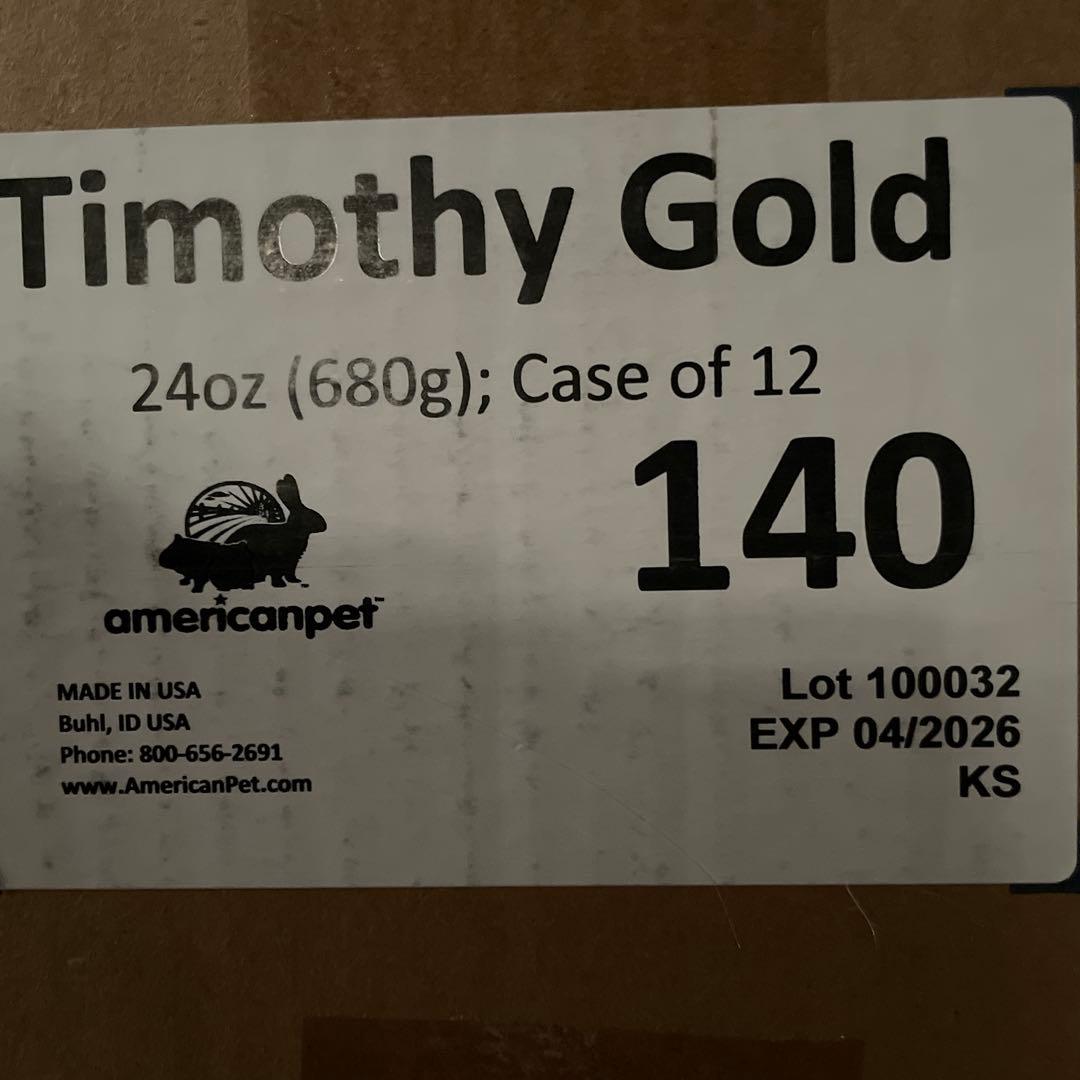 Timothy Gold
24oz (680g); Case of 12
140
americanpet™
MADE IN USA
Buhl, ID USA
Phone: 800-656-2691
www.AmericanPet.com
Lot 100032
EXP 04/2026
KS